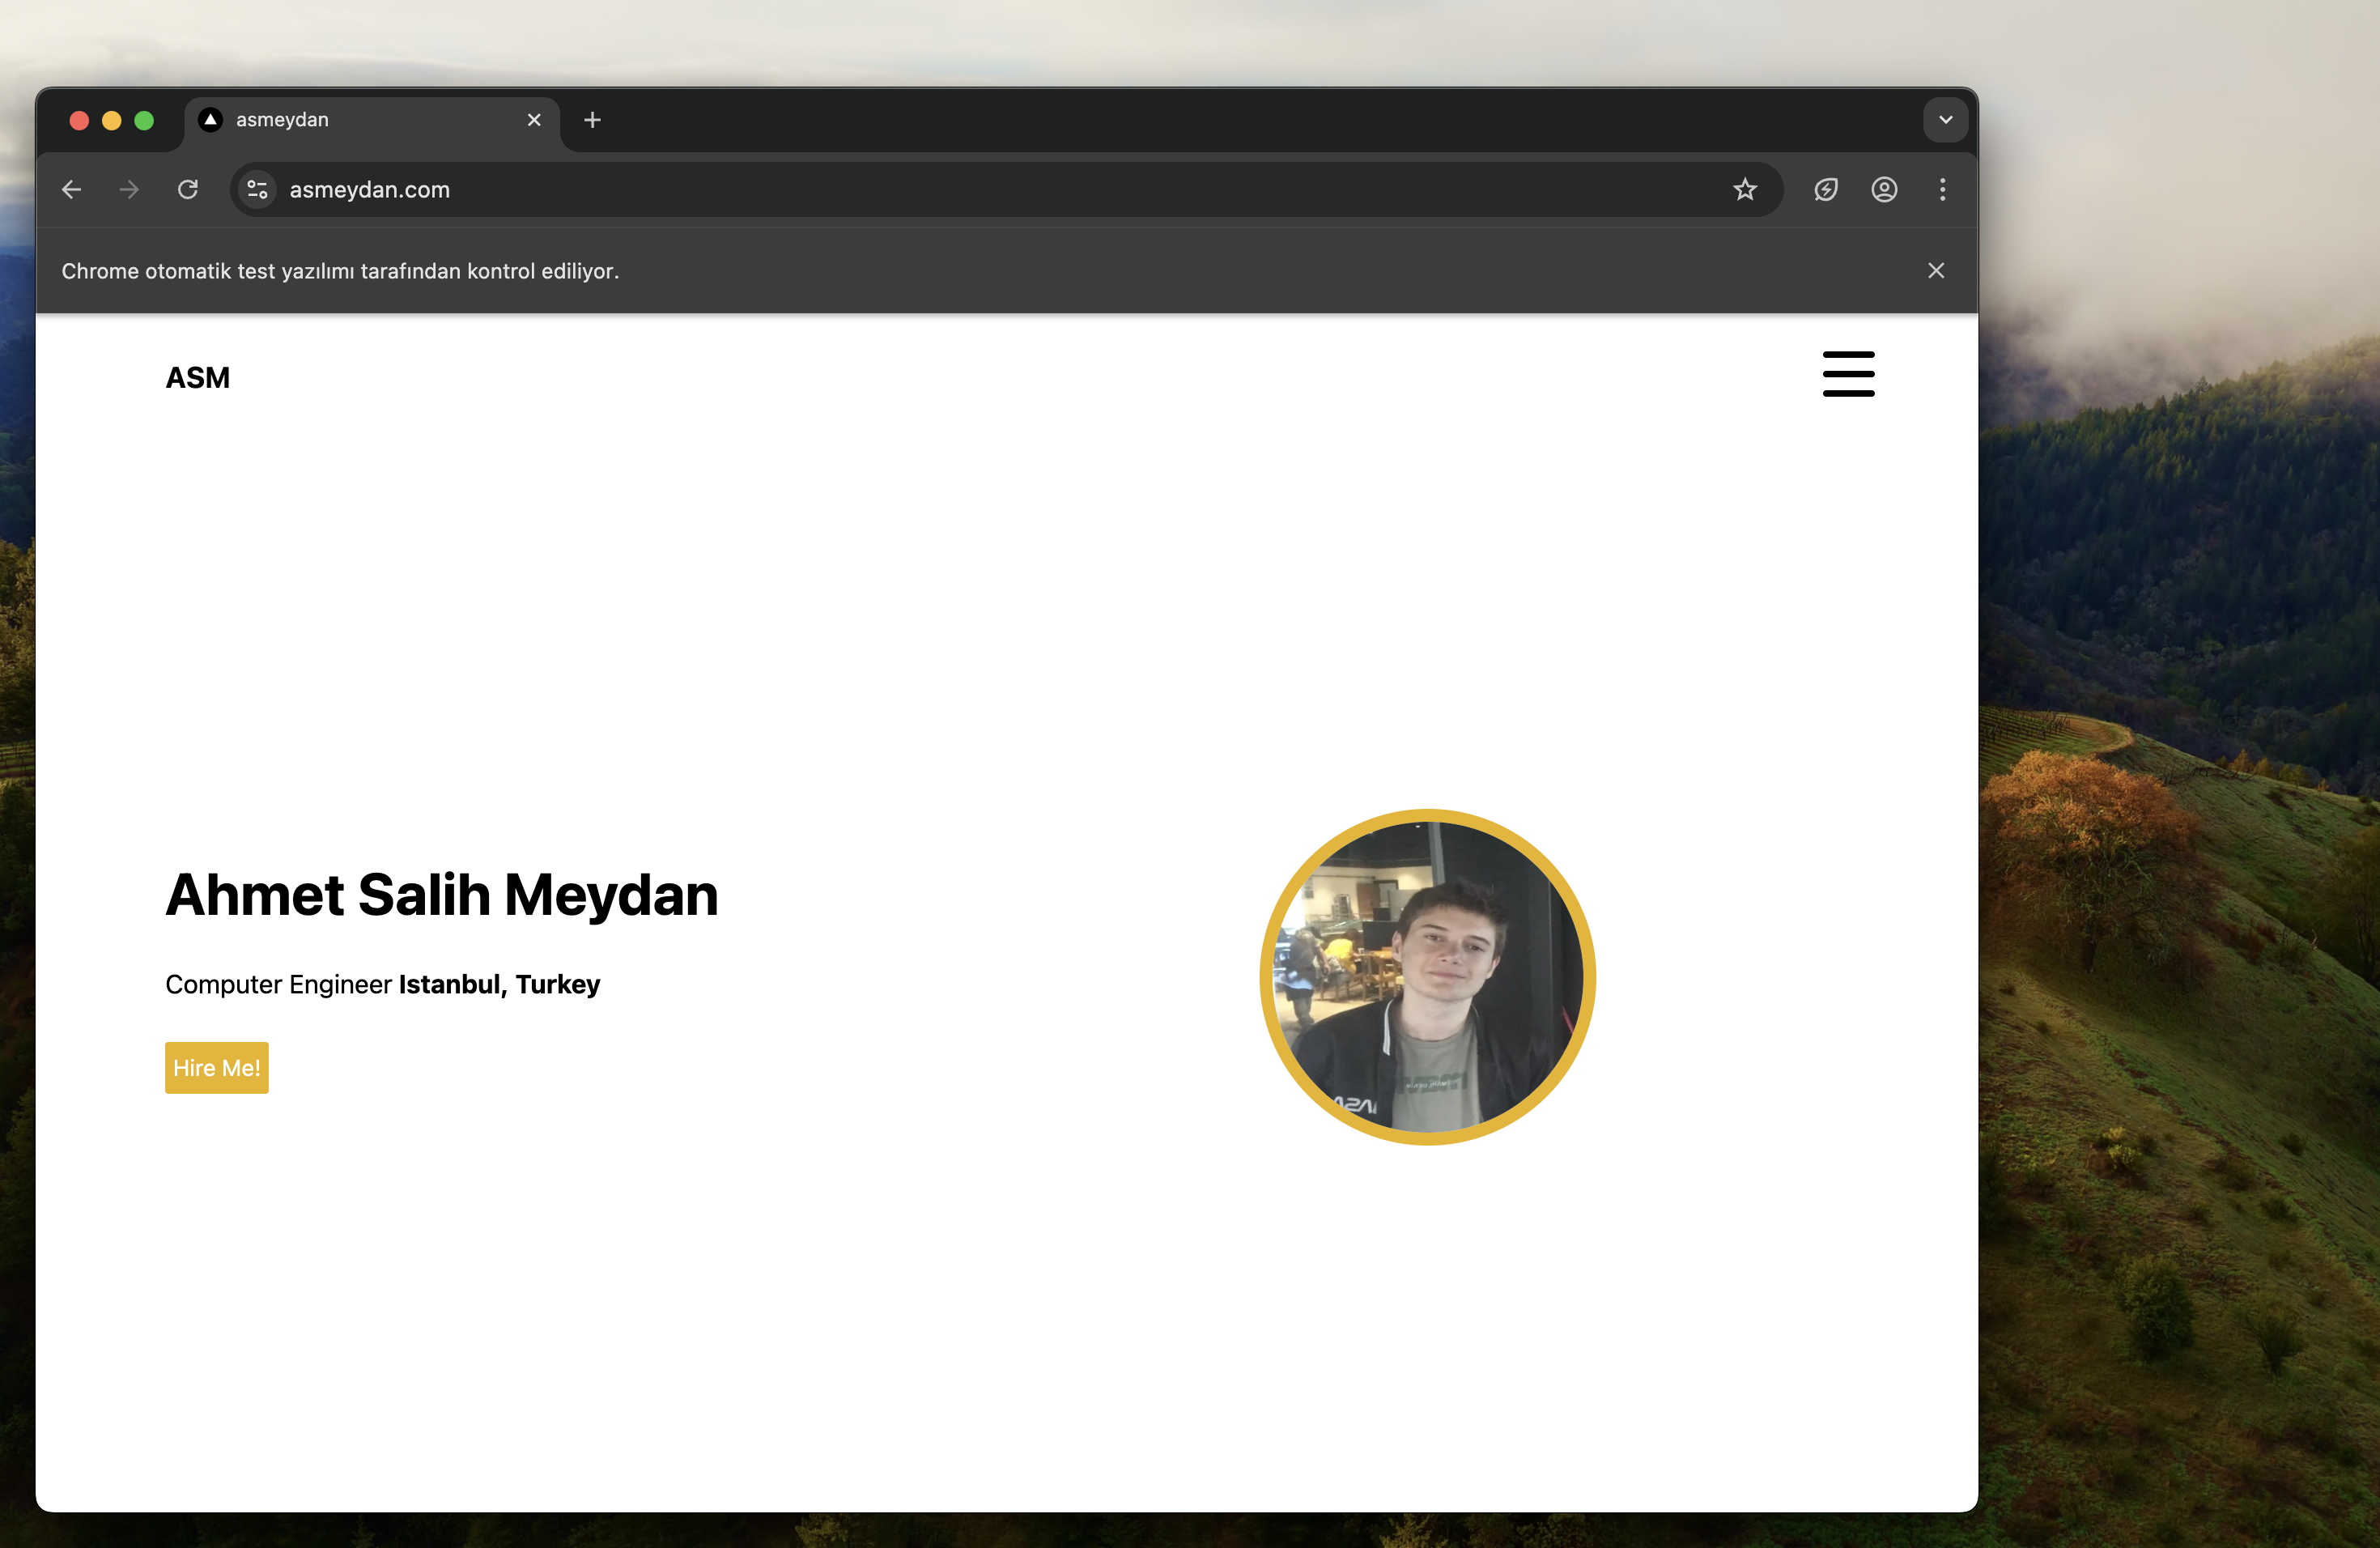 asmeydan
asmeydan.com
Chrome otomatik test yazılımı tarafından kontrol ediliyor.
ASM
Ahmet Salih Meydan
Computer Engineer Istanbul, Turkey
Hire Me!